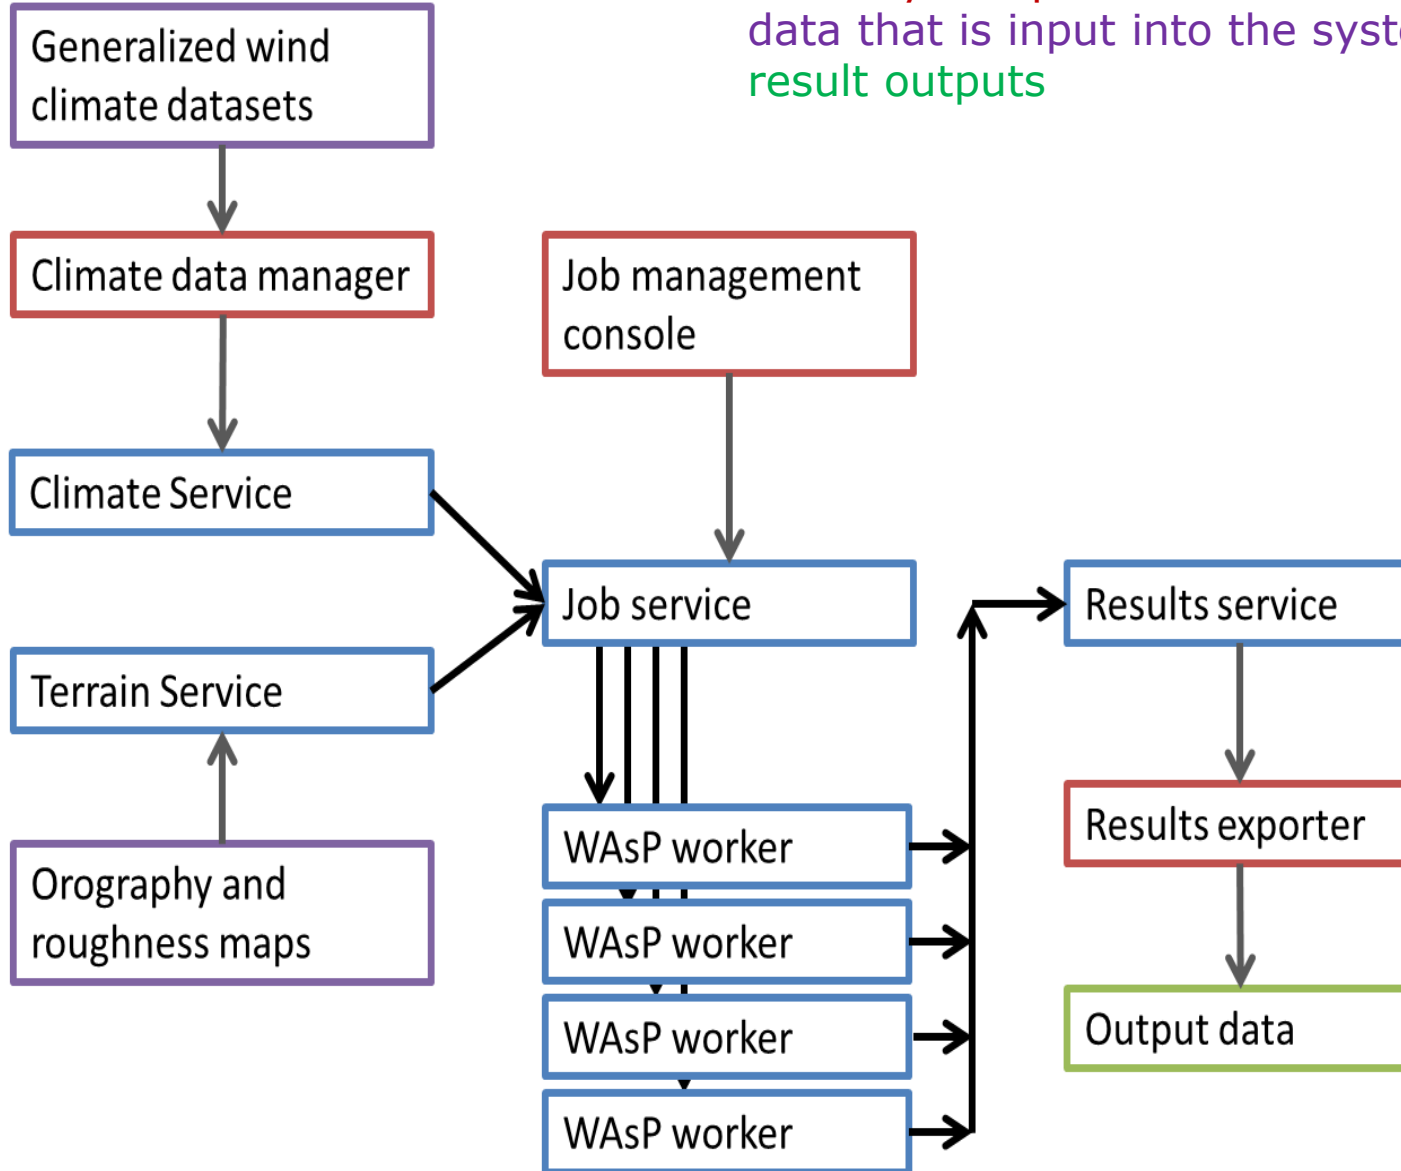 data that is input into the
result outputs
Generalized wind
climate datasets
Climate data manager
Job management
console
Climate Service
Job service
Results service
Terrain Service
WAsP worker
Results exporter
Orography and
roughness maps
WAsP worker
WAsP worker
Output data
WAsP worker